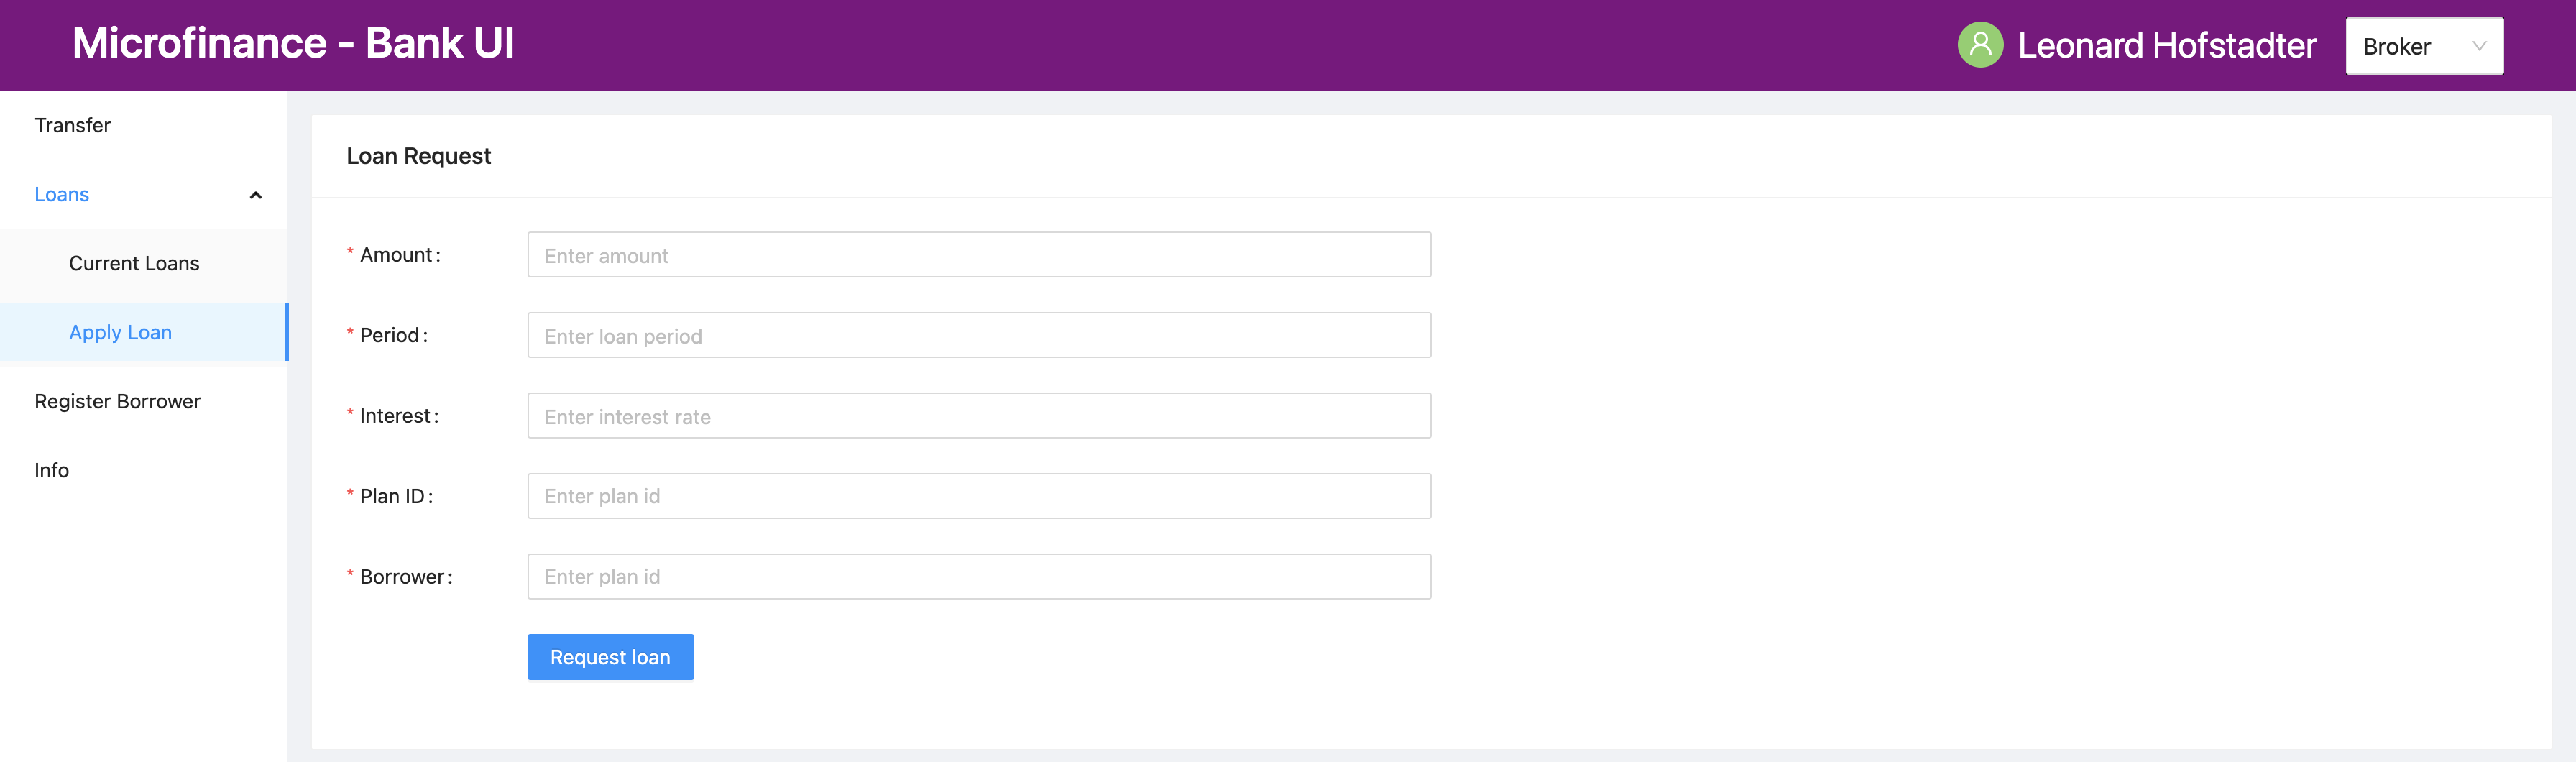 Microfinance - Bank UI
Leonard Hofstadter
Broker
Transfer
Loans
Current Loans
Apply Loan
Register Borrower
Info
Loan Request
* Amount: Enter amount
* Period: Enter loan period
* Interest: Enter interest rate
* Plan ID: Enter plan id
* Borrower: Enter plan id
Request loan